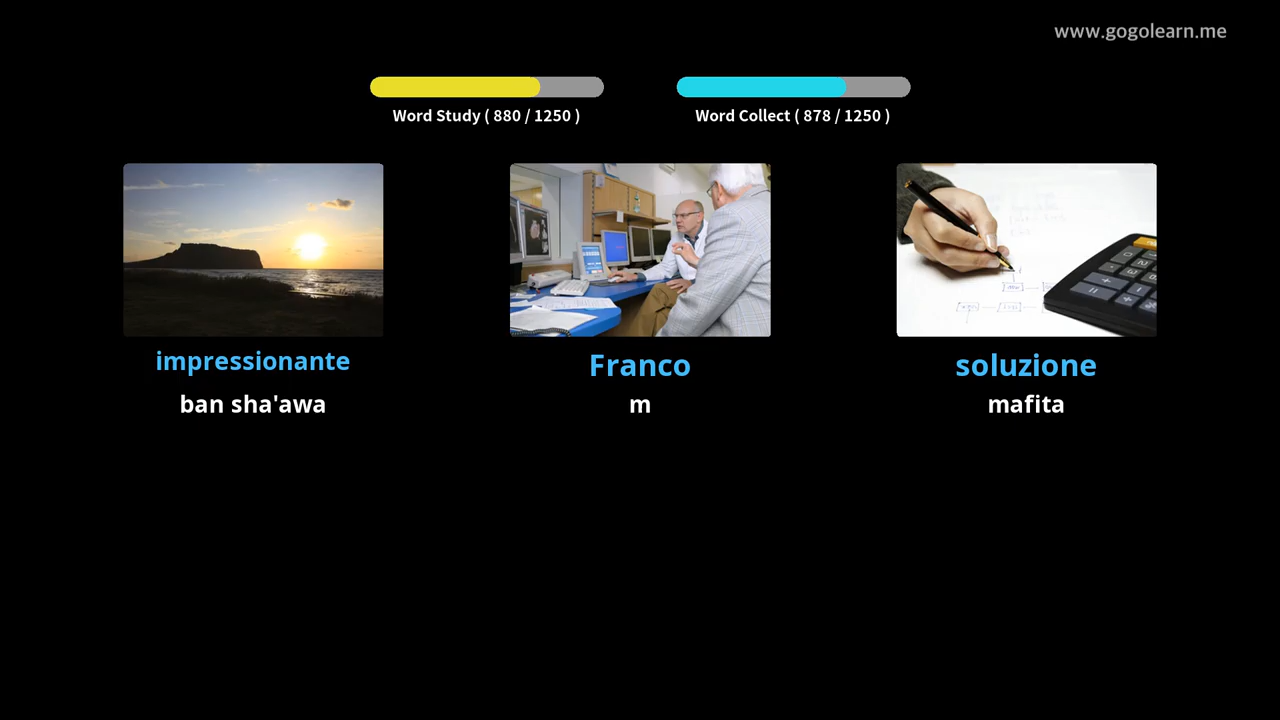 www.gogolearn.me
Word Study ( 880 / 1250 )
Word Collect ( 878 / 1250 )
impressionante
Franco
soluzione
ban sha'awa
m
mafita